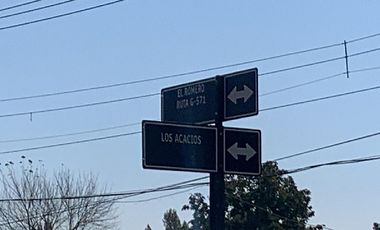 EL ROMERO
RUTA G-571
LOS ACACIOS